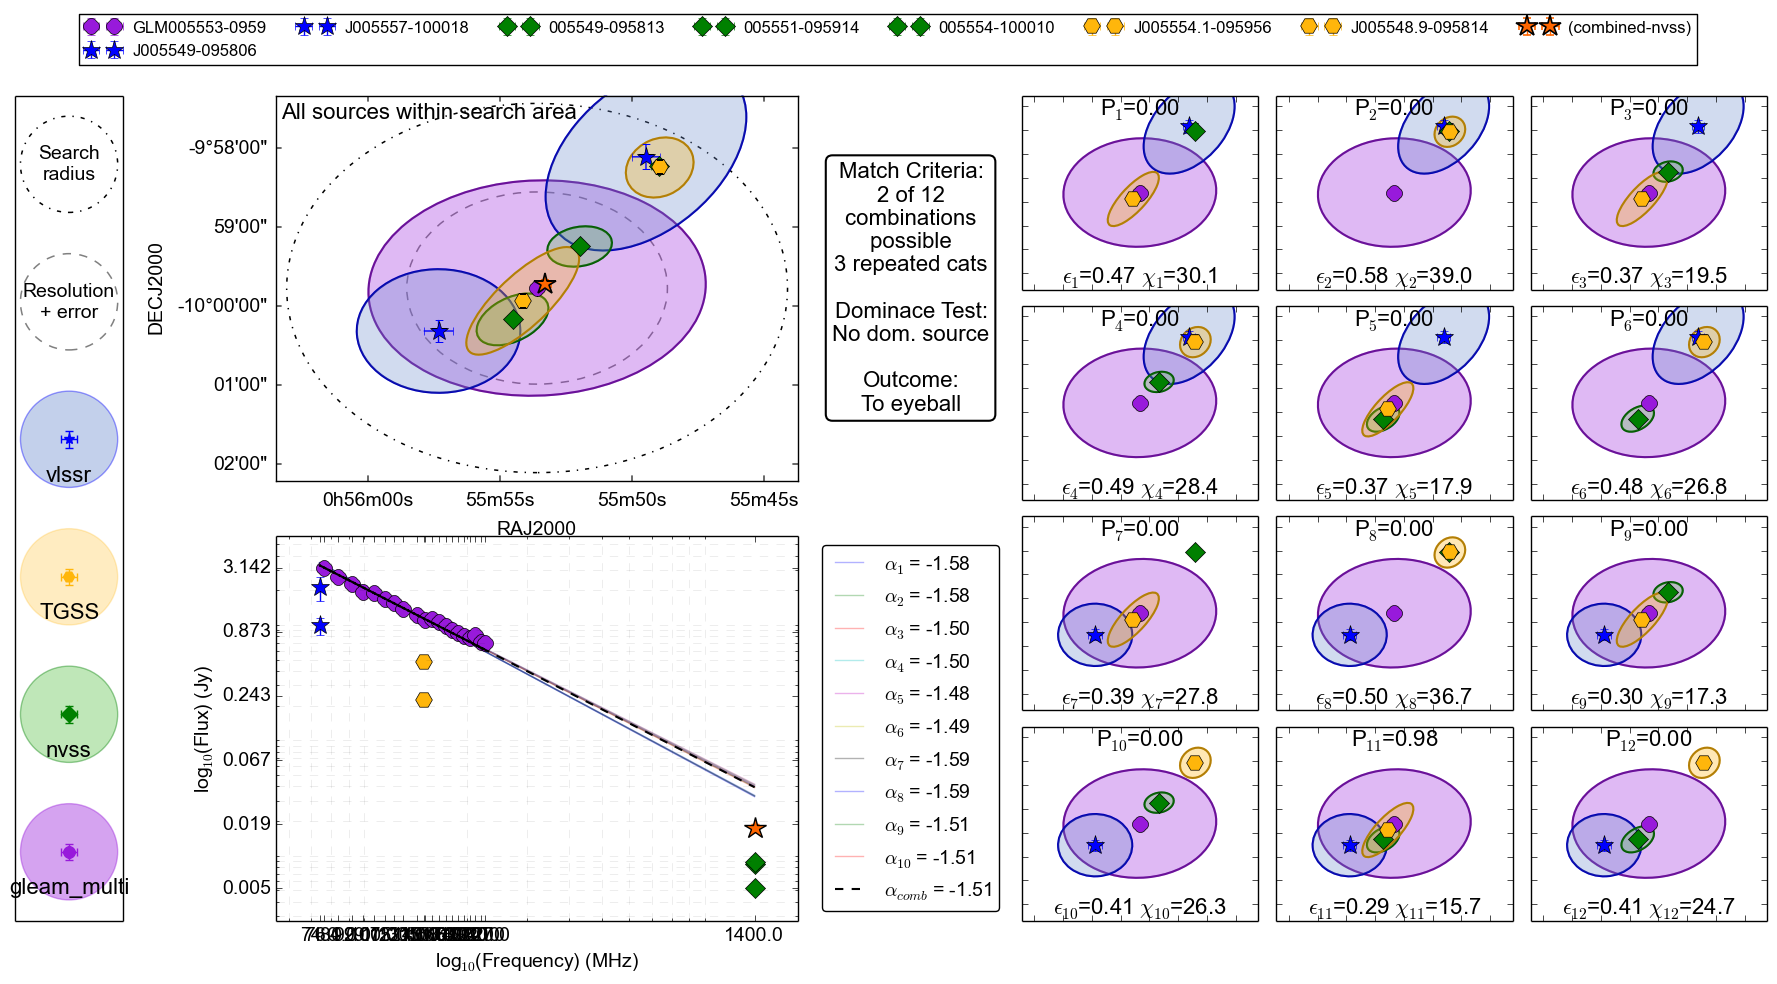 GLM005553-0959
J005557-100018
005549-095813
005551-095914
005554-100010
J005554.1-095956
J005548.9-095814
(combined-nvss)
J005549-095806
Search
radius
Resolution
+ error
vlssr
TGSS
nvss
gleam_multi
All sources within search area
DECJ2000
-9°58'00"
59'00"
-10°00'00"
01'00"
02'00"
0h56m00s
55m55s
55m50s
55m45s
RAJ2000
Match Criteria:
2 of 12
combinations
possible
3 repeated cats
Dominace Test:
No dom. source
Outcome:
To eyeball
log10(Flux) (Jy)
3.142
0.873
0.243
0.067
0.019
0.005
1400.0
log10(Frequency) (MHz)
α1 = -1.58
α2 = -1.58
α3 = -1.50
α4 = -1.50
α5 = -1.48
α6 = -1.49
α7 = -1.59
α8 = -1.59
α9 = -1.51
α10 = -1.51
αcomb = -1.51
P1=0.00
ϵ1=0.47 χ1=30.1
P2=0.00
ϵ2=0.58 χ2=39.0
P3=0.00
ϵ3=0.37 χ3=19.5
P4=0.00
ϵ4=0.49 χ4=28.4
P5=0.00
ϵ5=0.37 χ5=17.9
P6=0.00
ϵ6=0.48 χ6=26.8
P7=0.00
ϵ7=0.39 χ7=27.8
P8=0.00
ϵ8=0.50 χ8=36.7
P9=0.00
ϵ9=0.30 χ9=17.3
P10=0.00
ϵ10=0.41 χ10=26.3
P11=0.98
ϵ11=0.29 χ11=15.7
P12=0.00
ϵ12=0.41 χ12=24.7